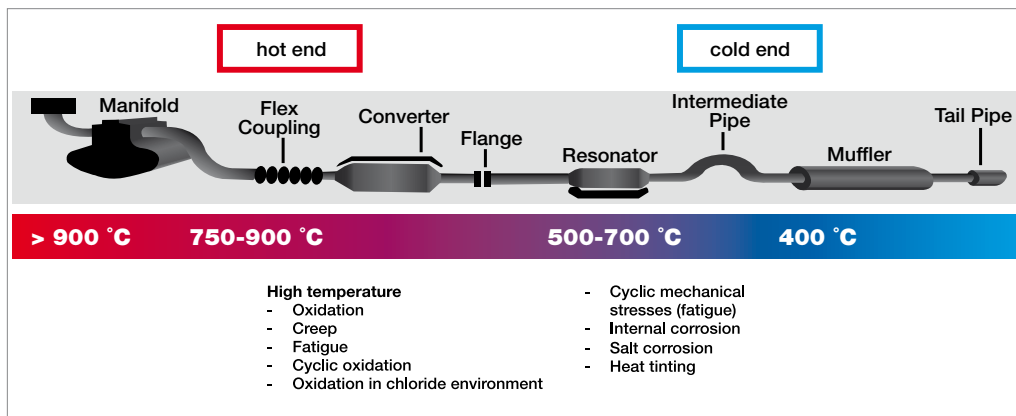 hot end
cold end
Manifold
Flex
Coupling
Converter
Flange
Resonator
Intermediate
Pipe
Muffler
Tail Pipe
> 900 ˚C
750-900 ˚C
500-700 ˚C
400 ˚C
High temperature
- Oxidation
- Creep
- Fatigue
- Cyclic oxidation
- Oxidation in chloride environment
- Cyclic mechanical
stresses (fatigue)
- Internal corrosion
- Salt corrosion
- Heat tinting